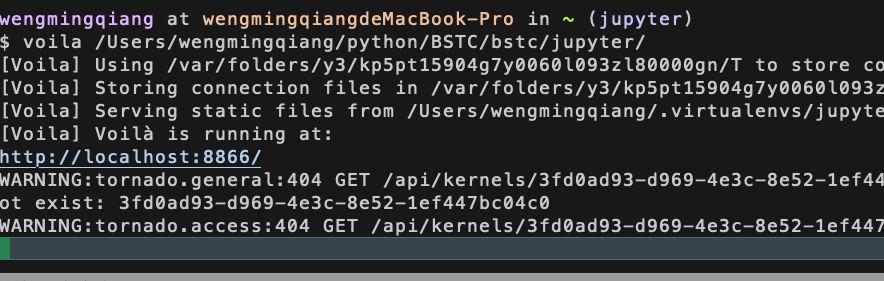 wengmingqiang at wengmingqiangdeMacBook-Pro in ~ (jupyter)
$ voila /Users/wengmingqiang/python/BSTC/bstc/jupyter/
[Voila] Using /var/folders/y3/kp5pt15904g7y0060l093zl80000gn/T to store co
[Voila] Storing connection files in /var/folders/y3/kp5pt15904g7y0060l093z
[Voila] Serving static files from /Users/wengmingqiang/.virtualenvs/jupyte
[Voila] Voilà is running at:
http://localhost:8866/
WARNING:tornado.general:404 GET /api/kernels/3fd0ad93-d969-4e3c-8e52-1ef44
ot exist: 3fd0ad93-d969-4e3c-8e52-1ef447bc04c0
WARNING:tornado.access:404 GET /api/kernels/3fd0ad93-d969-4e3c-8e52-1ef447